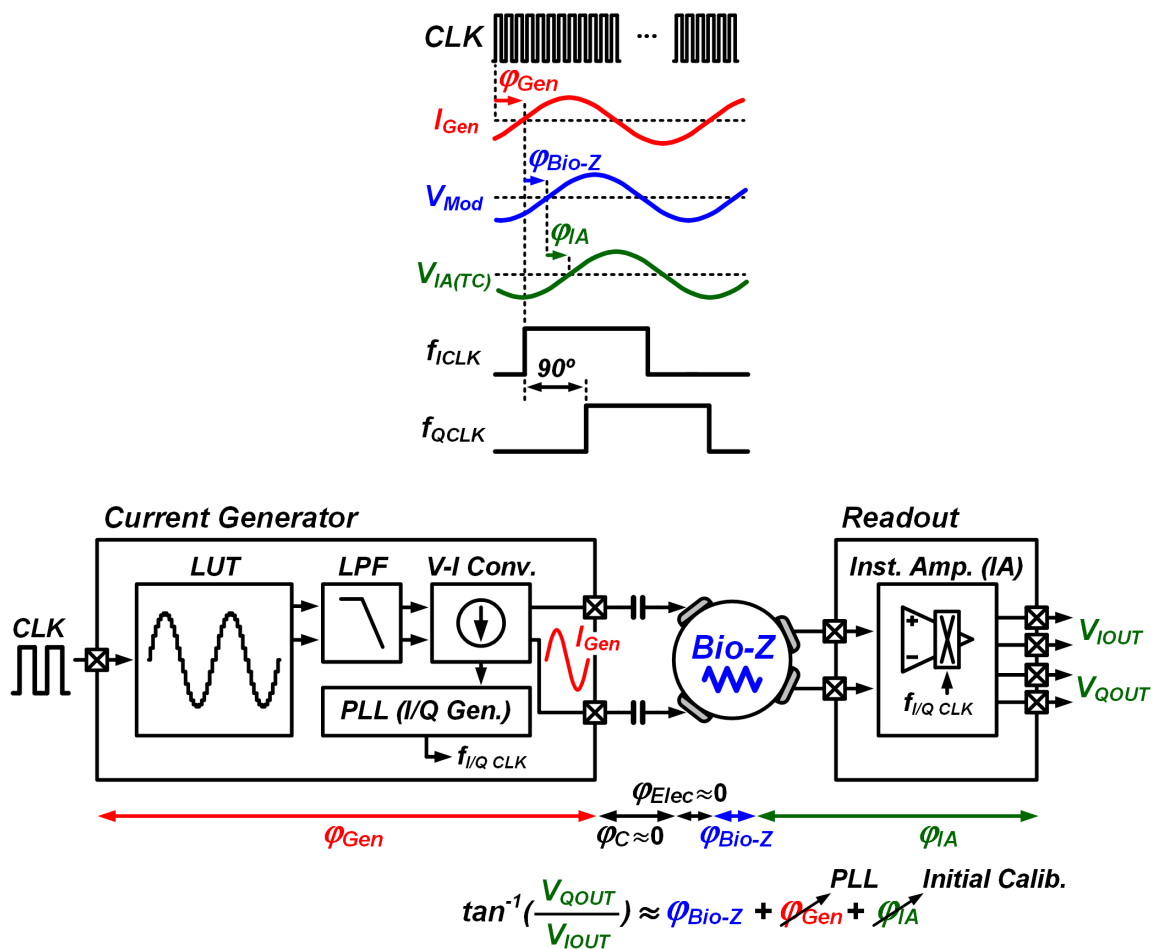 CLK ...
φGen
IGen
φBio-Z
VMod
φIA
VIA(TC)
fICLK
90º
fQCLK
Current Generator
Readout
LUT
LPF
V-I Conv.
Inst. Amp. (IA)
CLK
IGen
Bio-Z
+
−
VIOUT
VQOUT
PLL (I/Q Gen.)
fI/Q CLK
fI/Q CLK
φElec≈0
φGen
φC≈0
φBio-Z
φIA
PLL
Initial Calib.
tan-1(VQOUT/VIOUT) ≈ φBio-Z + φGen + φIA